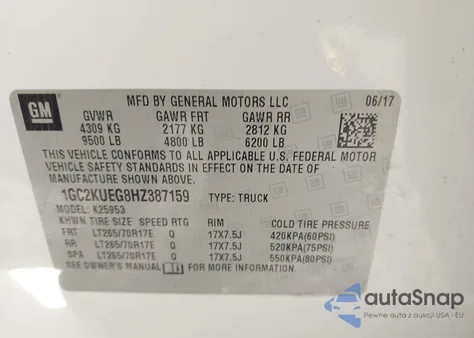 GM
MFD BY GENERAL MOTORS LLC 06/17
GVWR GAWR FRT GAWR RR
4309 KG 2177 KG 2812 KG
9500 LB 4800 LB 6200 LB
THIS VEHICLE CONFORMS TO ALL APPLICABLE U.S. FEDERAL MOTOR
VEHICLE SAFETY STANDARDS IN EFFECT ON THE DATE OF
MANUFACTURE SHOWN ABOVE.
1GC2KUEG8HZ387159 TYPE: TRUCK
MODEL: K25953
TIRE SIZE SPEED RTG RIM COLD TIRE PRESSURE
FRT LT265/70R17E Q 17X7.5J 420KPA(60PSI)
RR LT265/70R17E Q 17X7.5J 520KPA(75PSI)
SPA LT265/70R17E Q 17X7.5J 550KPA(80PSI)
SEE OWNER'S MANUAL FOR MORE INFORMATION.
autoSnap
Pewne auta z aukcji USA i EU